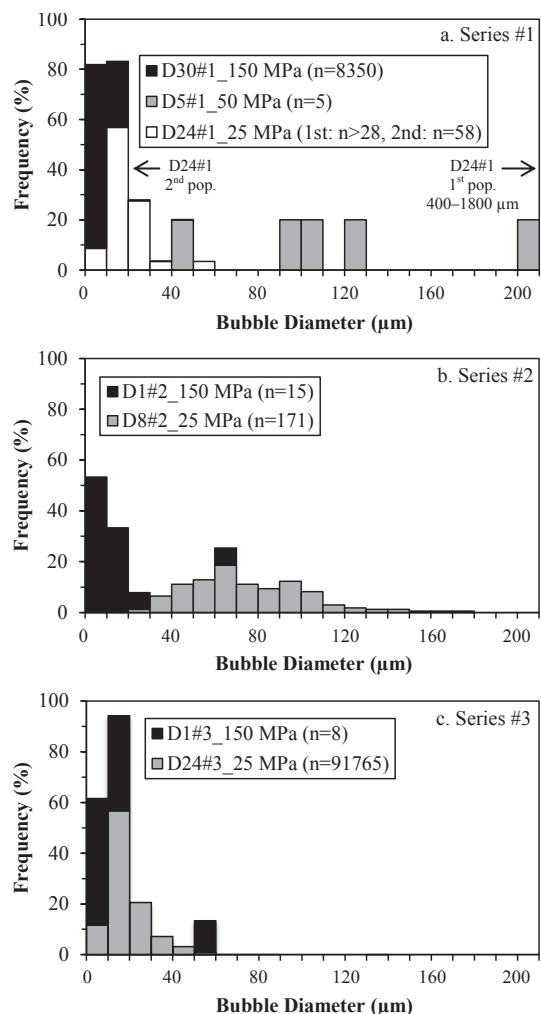 100
80
60
40
20
0
Frequency (%)
a. Series #1
D30#1_150 MPa (n=8350)
D5#1_50 MPa (n=5)
D24#1_25 MPa (1st: n>28, 2nd: n=58)
D24#1
2nd pop.
D24#1
1st pop.
400–1800 µm
0 40 80 120 160 200
Bubble Diameter (µm)
100
80
60
40
20
0
Frequency (%)
b. Series #2
D1#2_150 MPa (n=15)
D8#2_25 MPa (n=171)
0 40 80 120 160 200
Bubble Diameter (µm)
100
80
60
40
20
0
Frequency (%)
c. Series #3
D1#3_150 MPa (n=8)
D24#3_25 MPa (n=91765)
0 40 80 120 160 200
Bubble Diameter (µm)